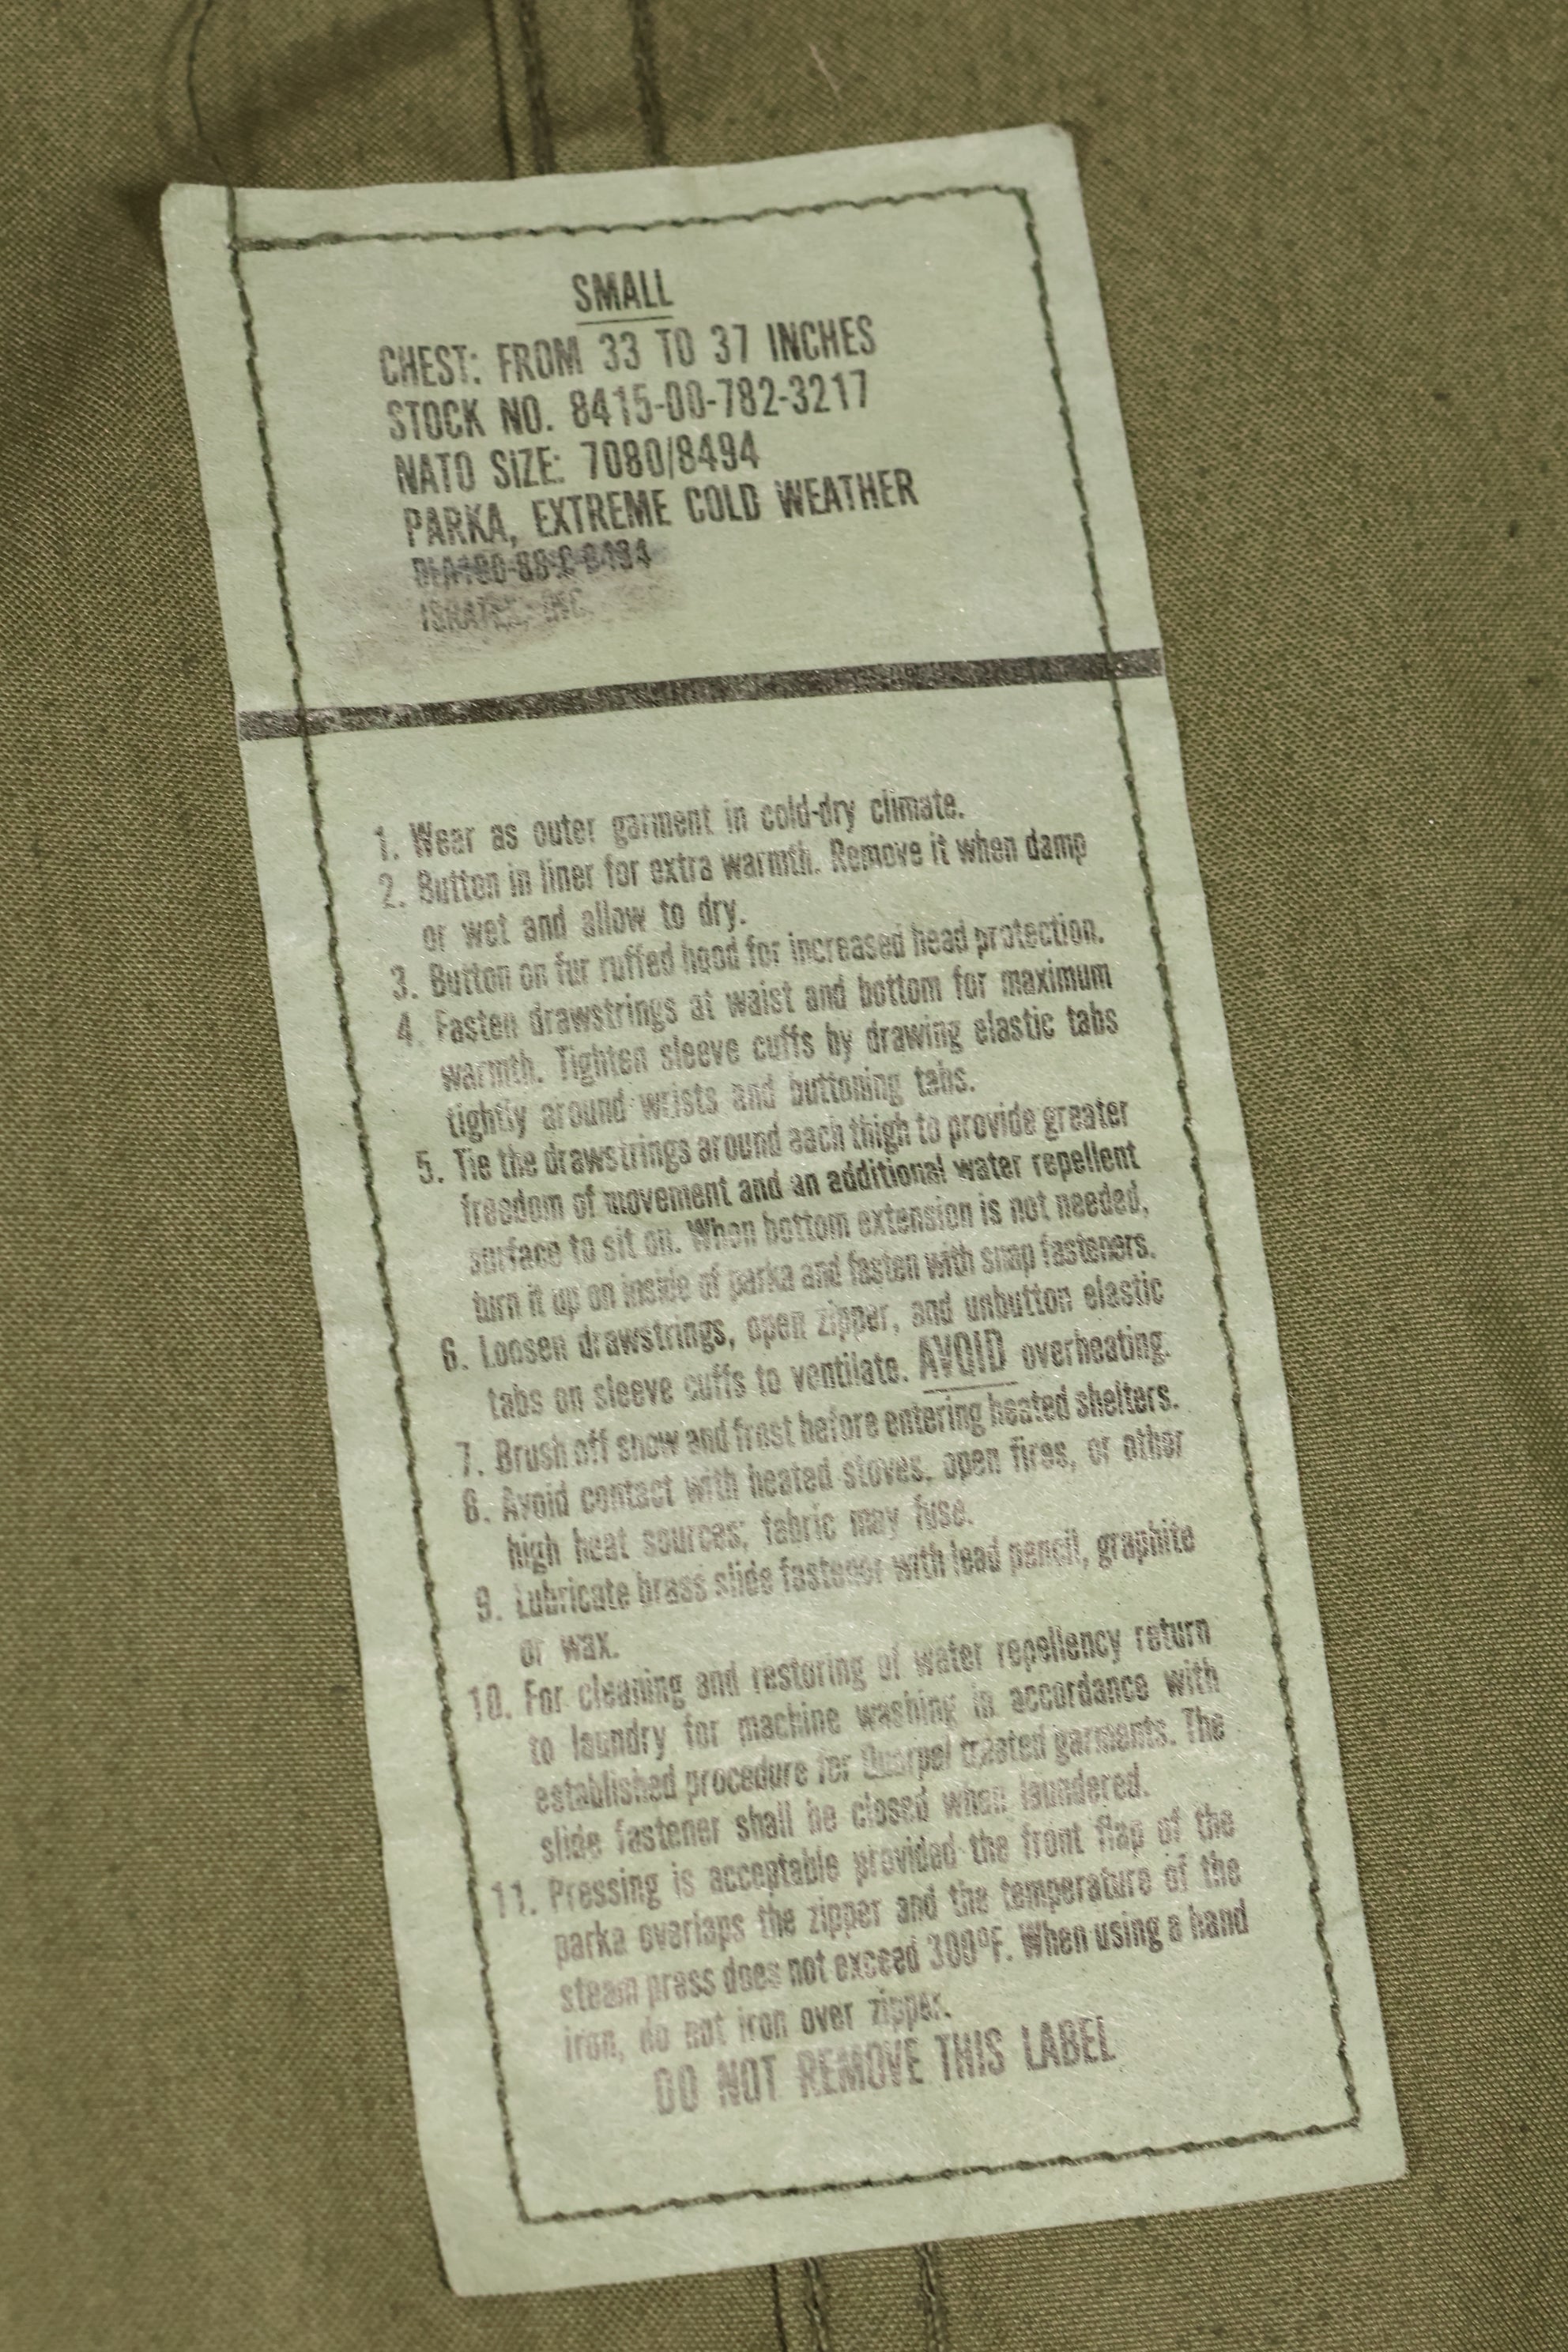 SMALL
CHEST: FROM 33 TO 37 INCHES
STOCK NO. 8415-00-782-3217
NATO SIZE: 7080/8494
PARKA, EXTREME COLD WEATHER
INC.
1. Wear as outer garment in cold-dry climate.
2. Button in liner for extra warmth. Remove it when damp
or wet and allow to dry.
3. Button on fur ruffed hood for increased head protection.
4. Fasten drawstrings at waist and bottom for maximum
warmth. Tighten sleeve cuffs by drawing elastic tabs
tightly around wrists and buttoning tabs.
5. Tie the drawstrings around each thigh to provide greater
freedom of movement and an additional water repellent
surface to sit on. When bottom extension is not needed,
turn it up on inside of parka and fasten with snap fasteners.
6. Loosen drawstrings, open zipper, and unbutton elastic
tabs on sleeve cuffs to ventilate. AVOID overheating.
7. Brush off snow and frost before entering heated shelters.
8. Avoid contact with heated stoves, open fires, or other
high heat sources; fabric may fuse.
9. Lubricate brass slide fastener with lead pencil, graphite
or wax.
10. For cleaning and restoring of water repellency return
to laundry for machine washing in accordance with
established procedure for Quarpel treated garments. The
slide fastener shall be closed when laundered.
11. Pressing is acceptable provided the front flap of the
parka overlaps the zipper and the temperature of the
steam press does not exceed 300°F. When using a hand
iron, do not iron over zipper.
DO NOT REMOVE THIS LABEL